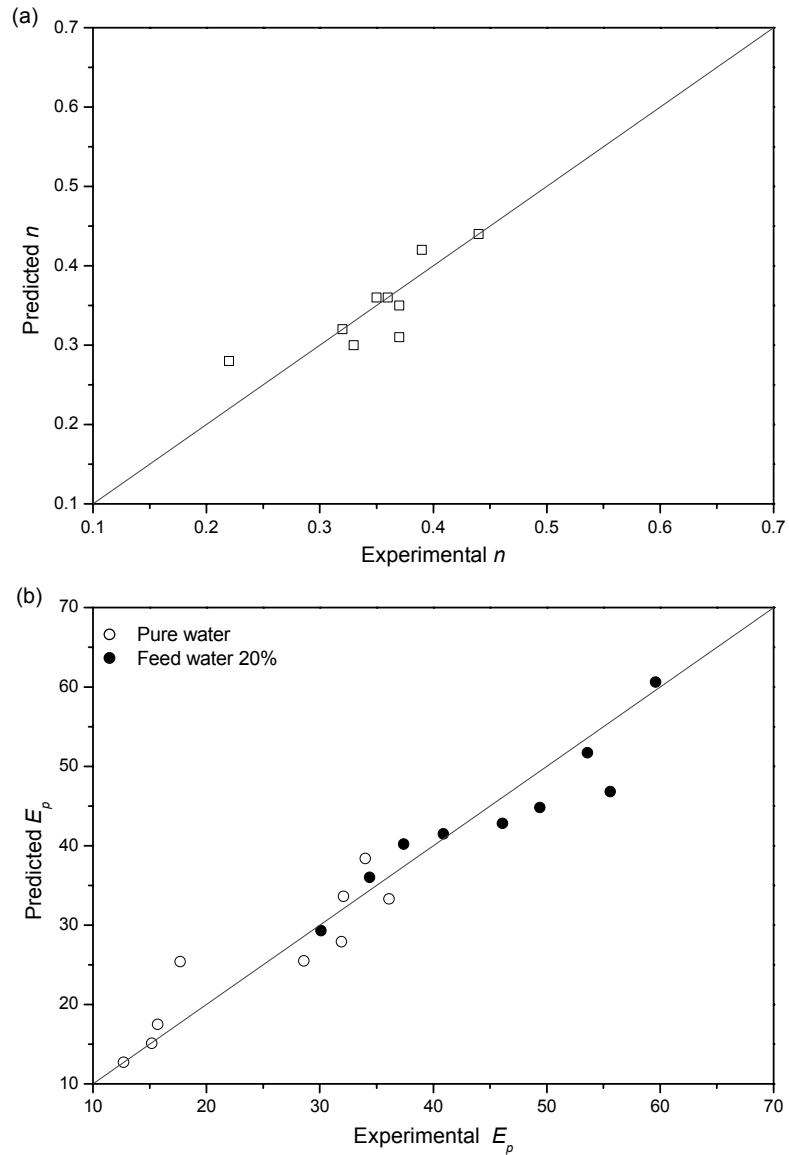 (a)
0.7
0.6
0.5
0.4
0.3
0.2
0.1
Predicted n
0.1 0.2 0.3 0.4 0.5 0.6 0.7
Experimental n
(b)
70
60
50
40
30
20
10
Predicted Ep
Pure water
Feed water 20%
10 20 30 40 50 60 70
Experimental Ep